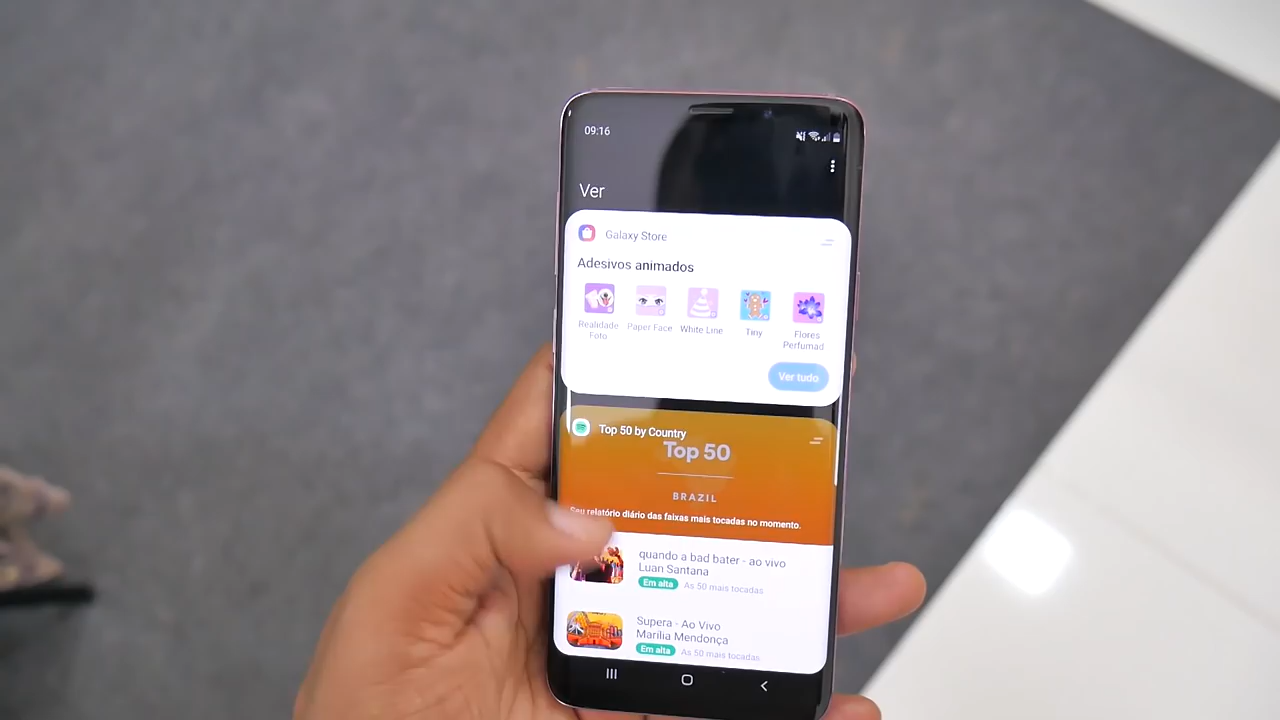 09:16
Ver
Galaxy Store
Adesivos animados
Realidade
Foto
Paper Face
White Line
Tiny
Flores
Perfumad
Ver tudo
Top 50 by Country
Top 50
BRAZIL
Seu relatório diário das faixas mais tocadas no momento.
quando a bad bater - ao vivo
Luan Santana
Em alta As 50 mais tocadas
Supera - Ao Vivo
Marília Mendonça
Em alta As 50 mais tocadas